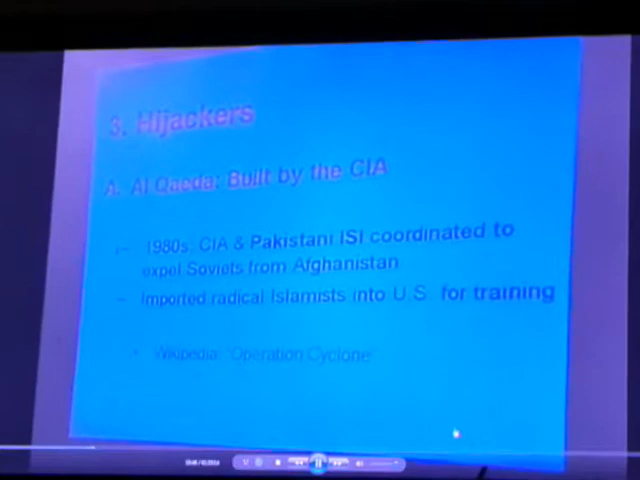 3. Hijackers
A. Al Qaeda: Built by the CIA
– 1980s: CIA & Pakistani ISI coordinated to
expel Soviets from Afghanistan
– Imported radical Islamists into U.S. for training
• Wikipedia: "Operation Cyclone"